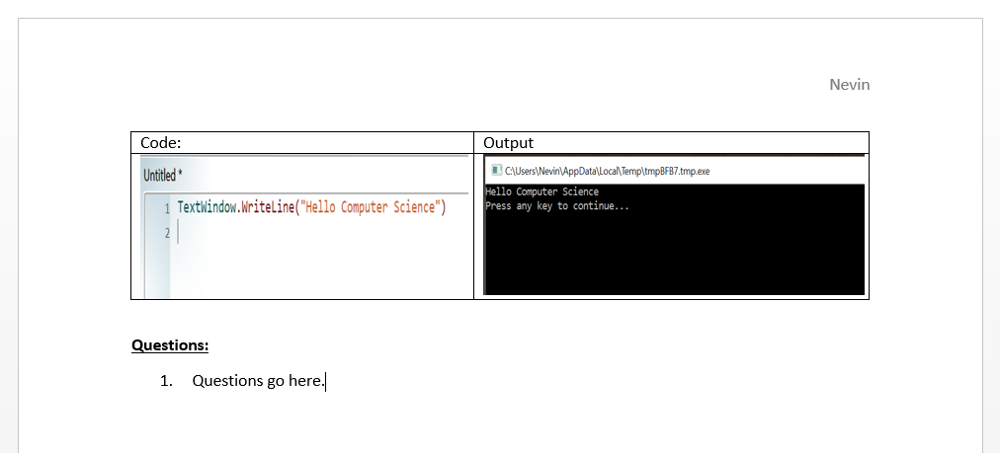 Nevin
Code:
Output
Untitled *
1 TextWindow.WriteLine("Hello Computer Science")
2
C:\Users\Nevin\AppData\Local\Temp\tmpBFB7.tmp.exe
Hello Computer Science
Press any key to continue...
Questions:
1. Questions go here.